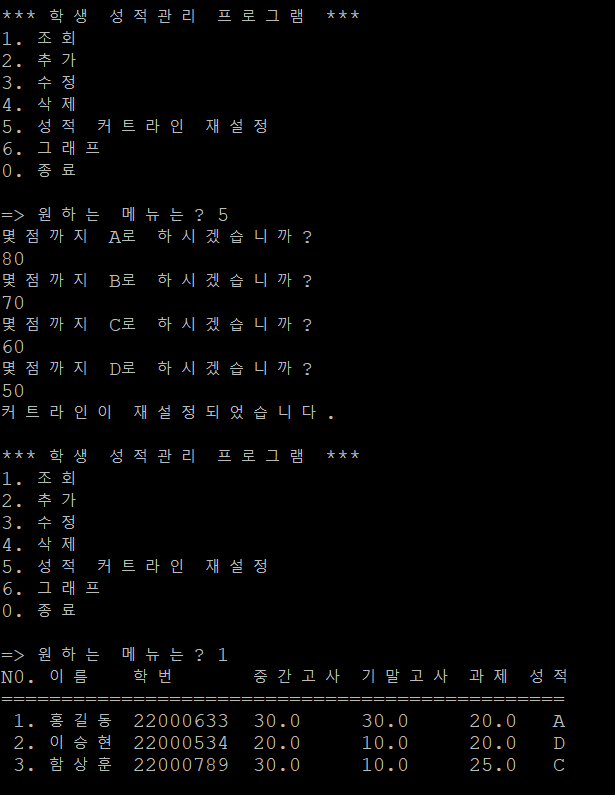 *** 학생 성적관리 프로그램 ***
1. 조회
2. 추가
3. 수정
4. 삭제
5. 성적 커트라인 재설정
6. 그래프
0. 종료
=> 원하는 메뉴는? 5
몇점까지 A로 하시겠습니까?
80
몇점까지 B로 하시겠습니까?
70
몇점까지 C로 하시겠습니까?
60
몇점까지 D로 하시겠습니까?
50
커트라인이 재설정되었습니다.
*** 학생 성적관리 프로그램 ***
1. 조회
2. 추가
3. 수정
4. 삭제
5. 성적 커트라인 재설정
6. 그래프
0. 종료
=> 원하는 메뉴는? 1
NO. 이름 학번 중간고사 기말고사 과제 성적
===============================================
1. 홍길동 22000633 30.0 30.0 20.0 A
2. 이승현 22000534 20.0 10.0 20.0 D
3. 함상훈 22000789 30.0 10.0 25.0 C